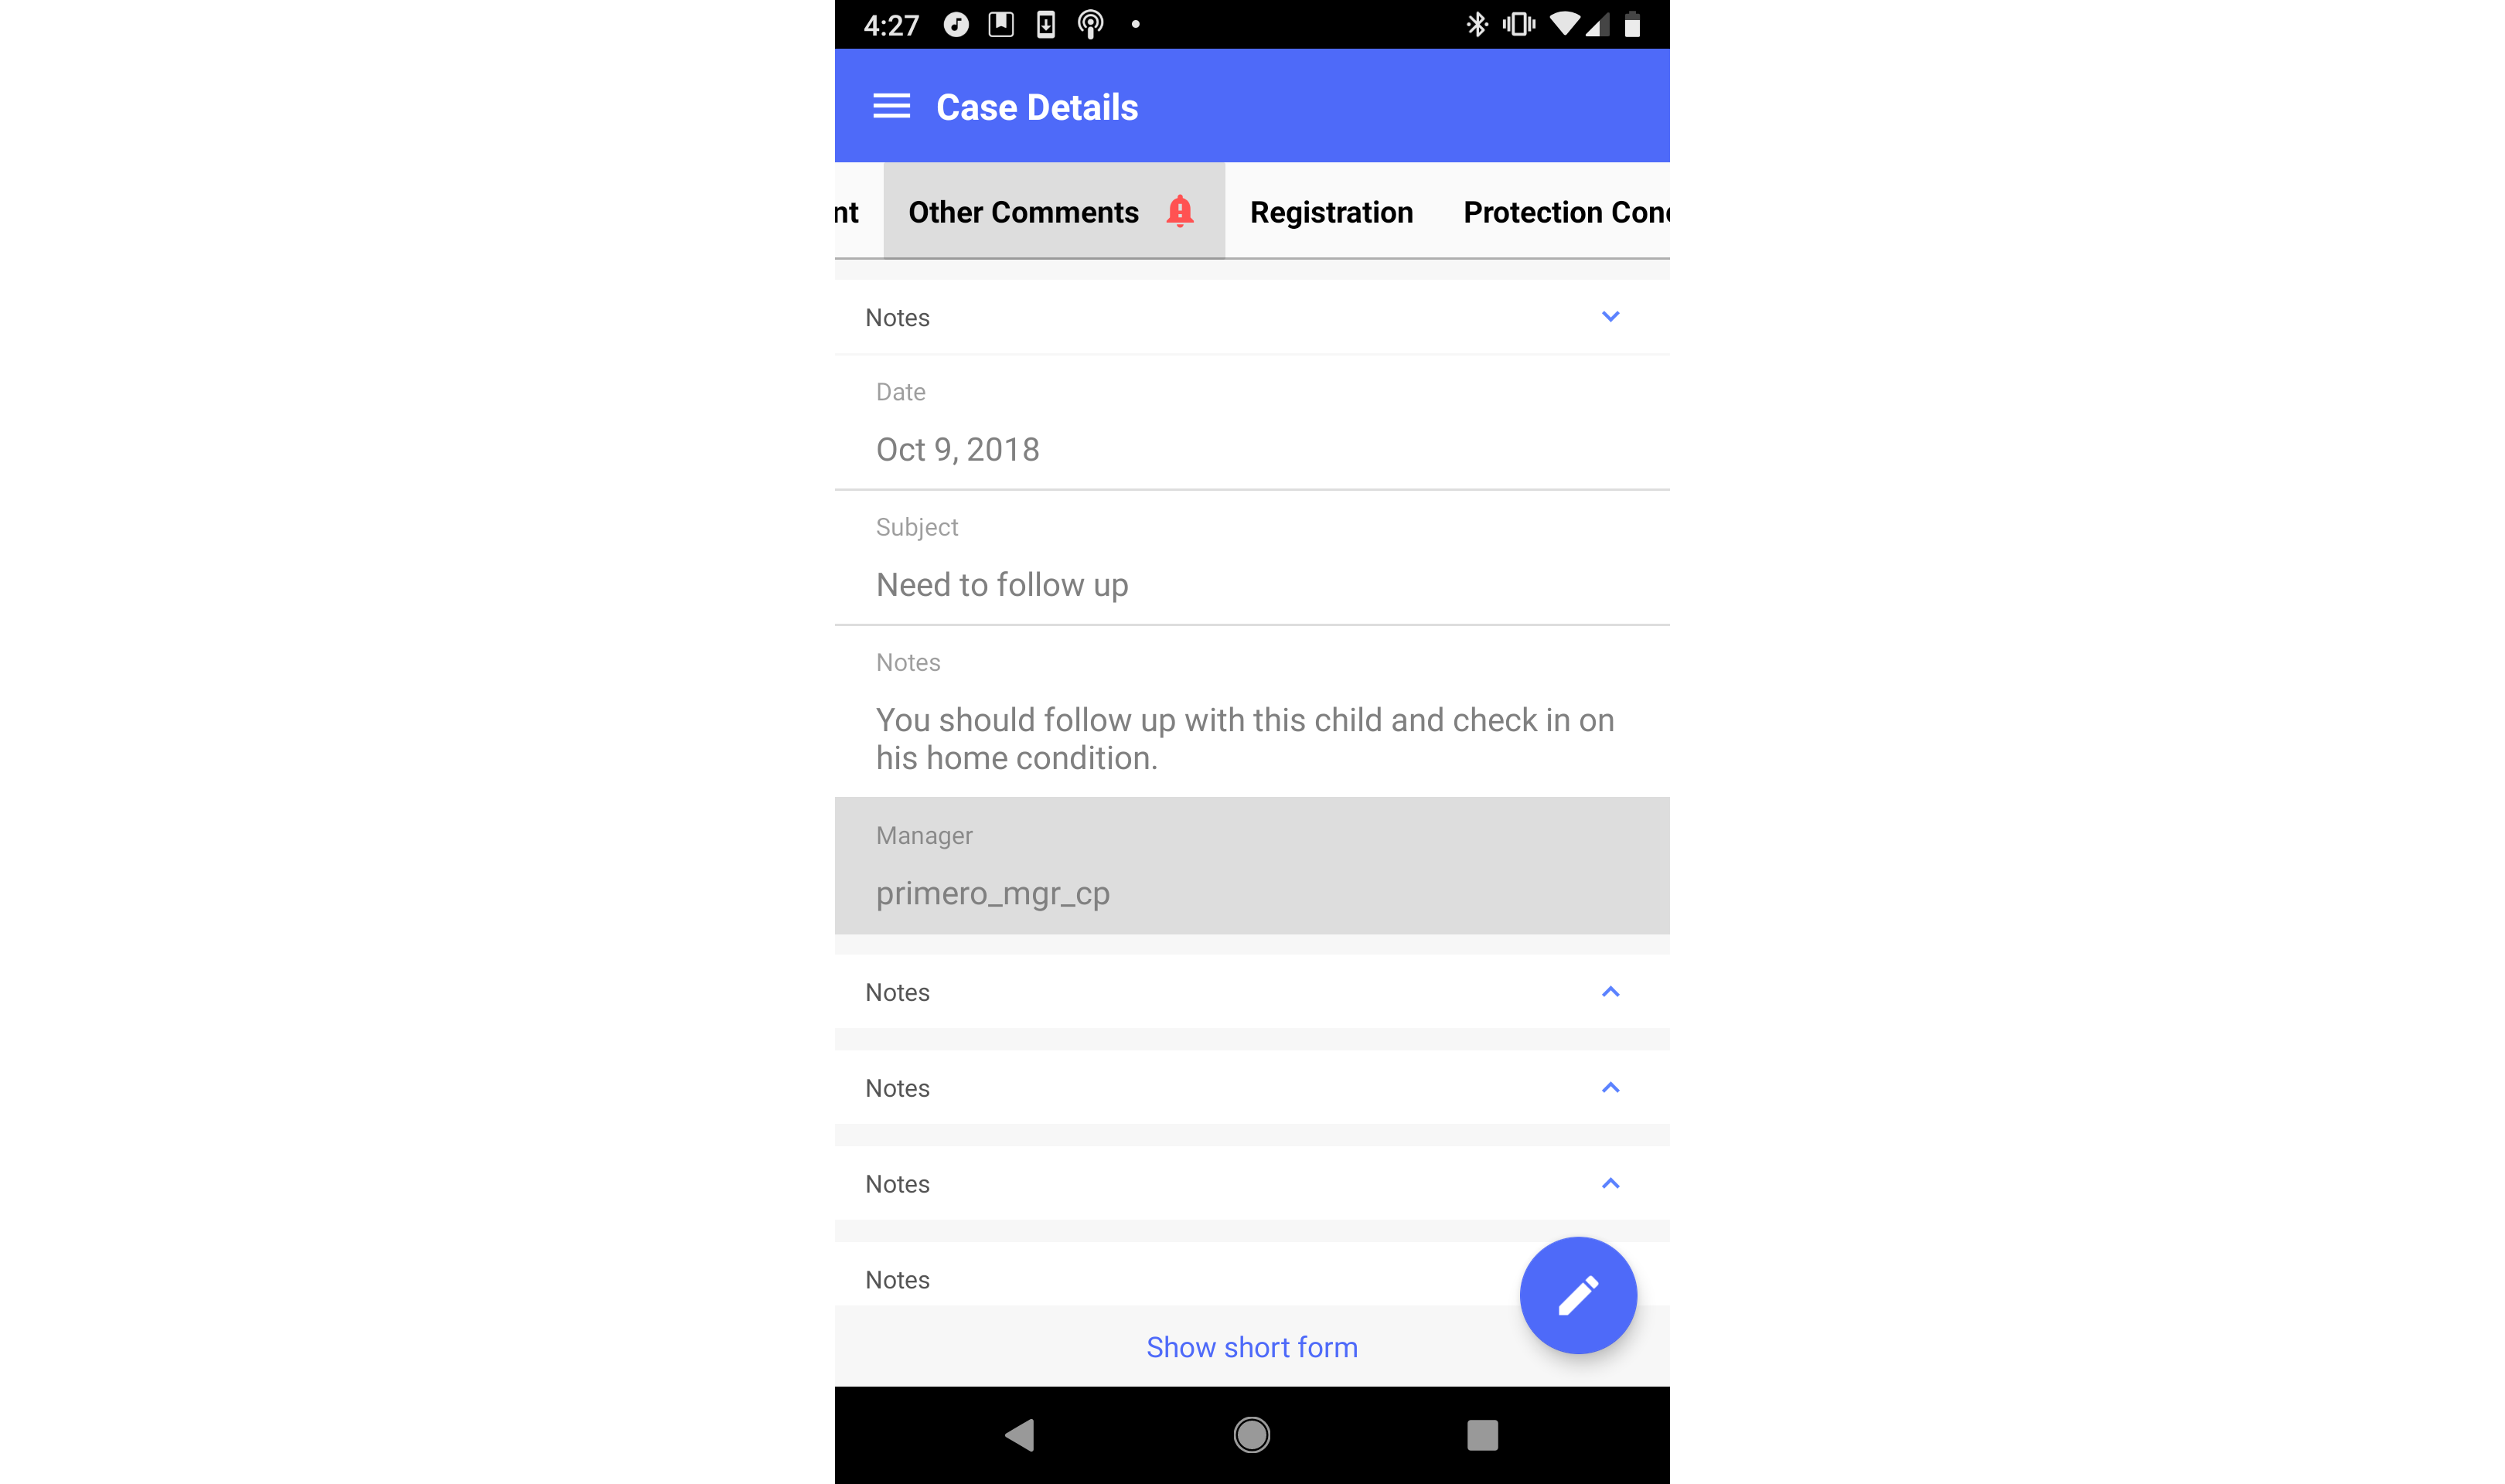 4:27
Case Details
nt Other Comments Registration Protection Conc
Notes
Date
Oct 9, 2018
Subject
Need to follow up
Notes
You should follow up with this child and check in on
his home condition.
Manager
primero_mgr_cp
Notes
Notes
Notes
Notes
Show short form